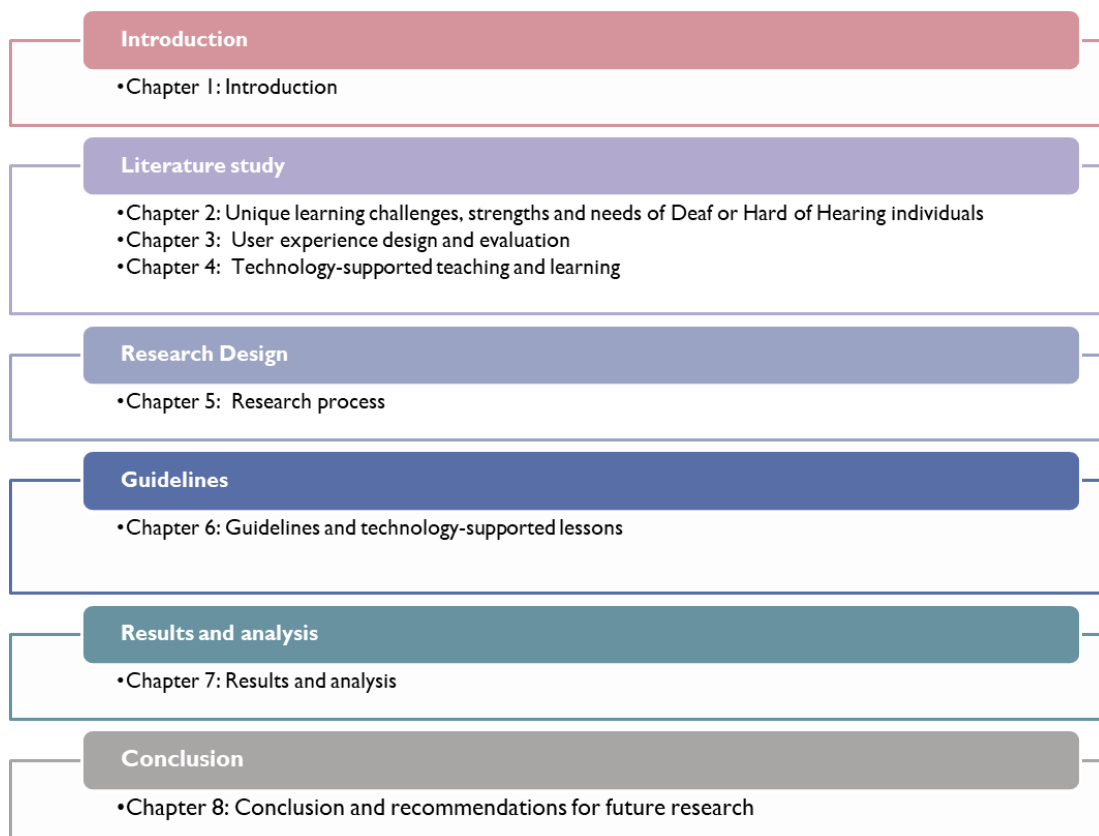 Introduction
•Chapter 1: Introduction
Literature study
•Chapter 2: Unique learning challenges, strengths and needs of Deaf or Hard of Hearing individuals
•Chapter 3:  User experience design and evaluation
•Chapter 4:  Technology-supported teaching and learning
Research Design
•Chapter 5:  Research process
Guidelines
•Chapter 6: Guidelines and technology-supported lessons
Results and analysis
•Chapter 7: Results and analysis
Conclusion
•Chapter 8: Conclusion and recommendations for future research